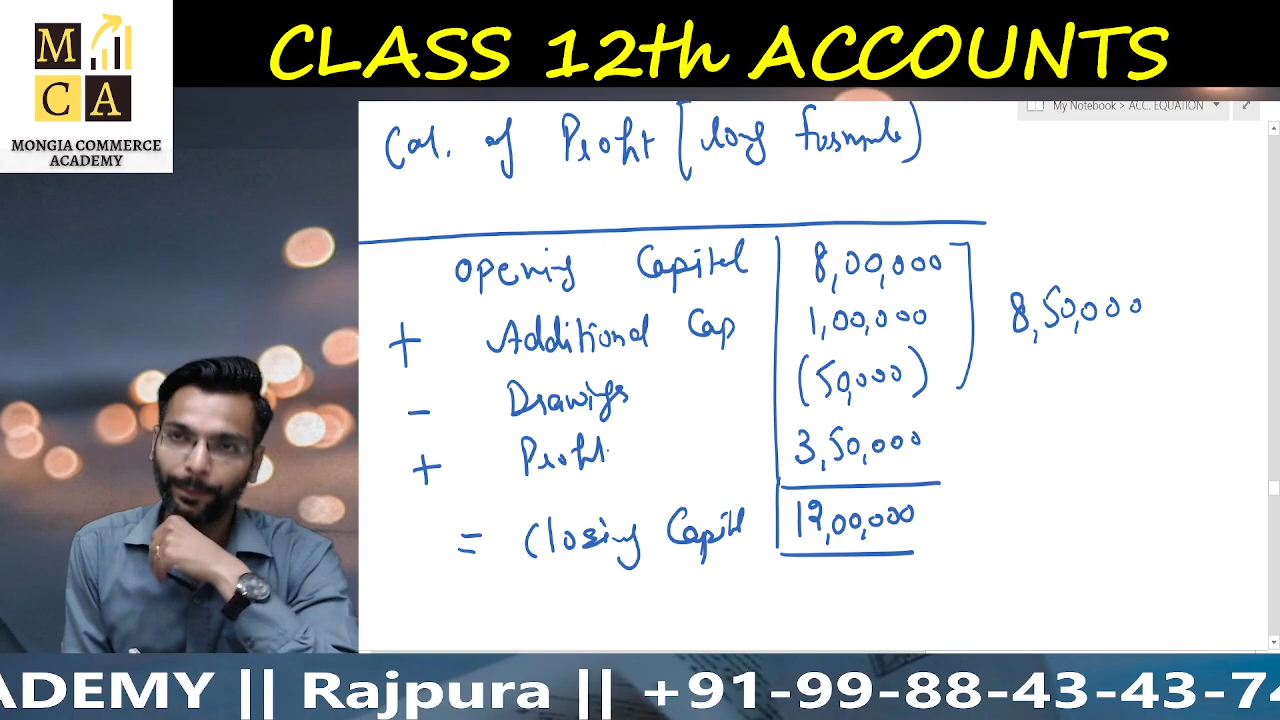 CLASS 12th ACCOUNTS
M
C A
MONGIA COMMERCE
ACADEMY
My Notebook > ACC. EQUATION
Cal. of Profit [long formula)
Opening Capital 8,00,000
+ Additional Cap 1,00,000
8,50,000
- Drawings (50,000)
+ Profit 3,50,000
= Closing Capital 12,00,000
ADEMY || Rajpura || +91-99-88-43-43-74